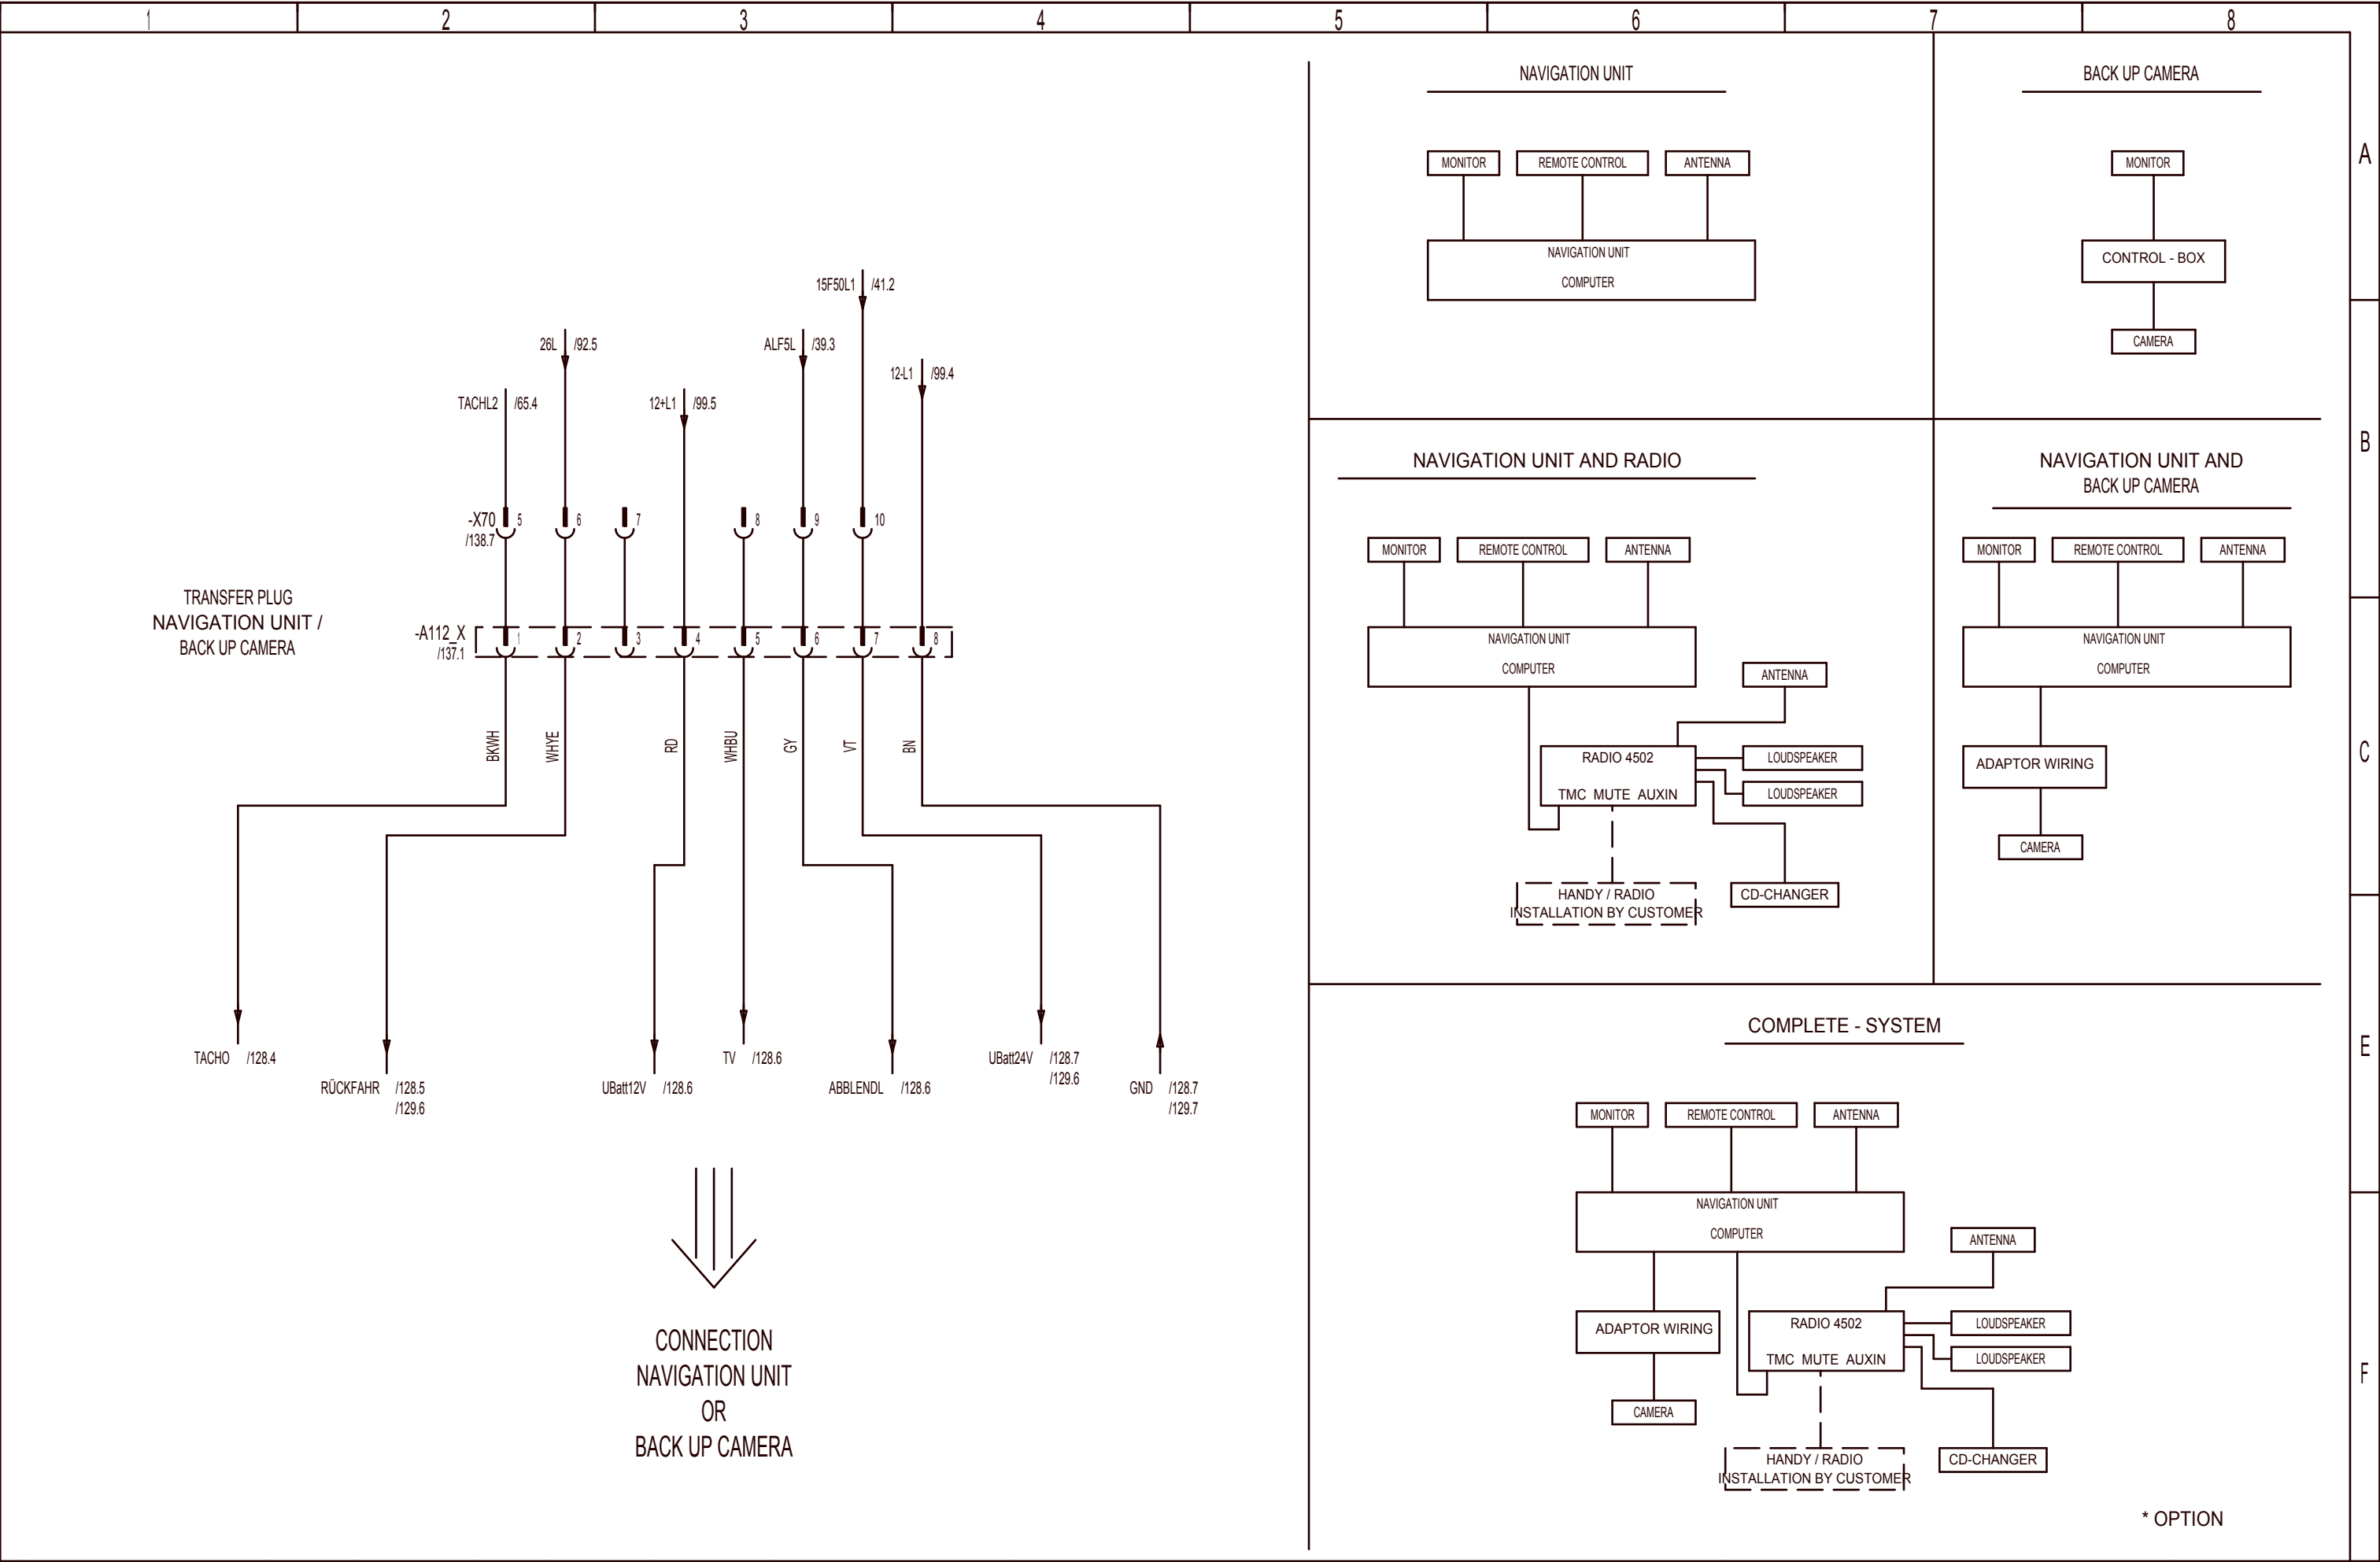 1 2 3 4 5 6 7 8
A
B
C
E
F
15F50L1 /41.2
26L /92.5
ALF5L /39.3
12-L1 /99.4
TACHL2 /65.4
12+L1 /99.5
-X70 5 6 7 8 9 10
/138.7
TRANSFER PLUG
NAVIGATION UNIT /
BACK UP CAMERA
-A112_X 1 2 3 4 5 6 7 8
/137.1
BKWH WHYE RD WHBU GY VT BN
TACHO /128.4
RÜCKFAHR /128.5
/129.6
UBatt12V /128.6
TV /128.6
ABBLENDL /128.6
UBatt24V /128.7
/129.6
GND /128.7
/129.7
CONNECTION
NAVIGATION UNIT
OR
BACK UP CAMERA
NAVIGATION UNIT
MONITOR REMOTE CONTROL ANTENNA
NAVIGATION UNIT
COMPUTER
BACK UP CAMERA
MONITOR
CONTROL - BOX
CAMERA
NAVIGATION UNIT AND RADIO
MONITOR REMOTE CONTROL ANTENNA
NAVIGATION UNIT
COMPUTER
ANTENNA
RADIO 4502
TMC MUTE AUXIN
LOUDSPEAKER
LOUDSPEAKER
HANDY / RADIO
INSTALLATION BY CUSTOMER
CD-CHANGER
NAVIGATION UNIT AND
BACK UP CAMERA
MONITOR REMOTE CONTROL ANTENNA
NAVIGATION UNIT
COMPUTER
ADAPTOR WIRING
CAMERA
COMPLETE - SYSTEM
MONITOR REMOTE CONTROL ANTENNA
NAVIGATION UNIT
COMPUTER
ANTENNA
ADAPTOR WIRING
RADIO 4502
TMC MUTE AUXIN
LOUDSPEAKER
LOUDSPEAKER
CAMERA
HANDY / RADIO
INSTALLATION BY CUSTOMER
CD-CHANGER
* OPTION